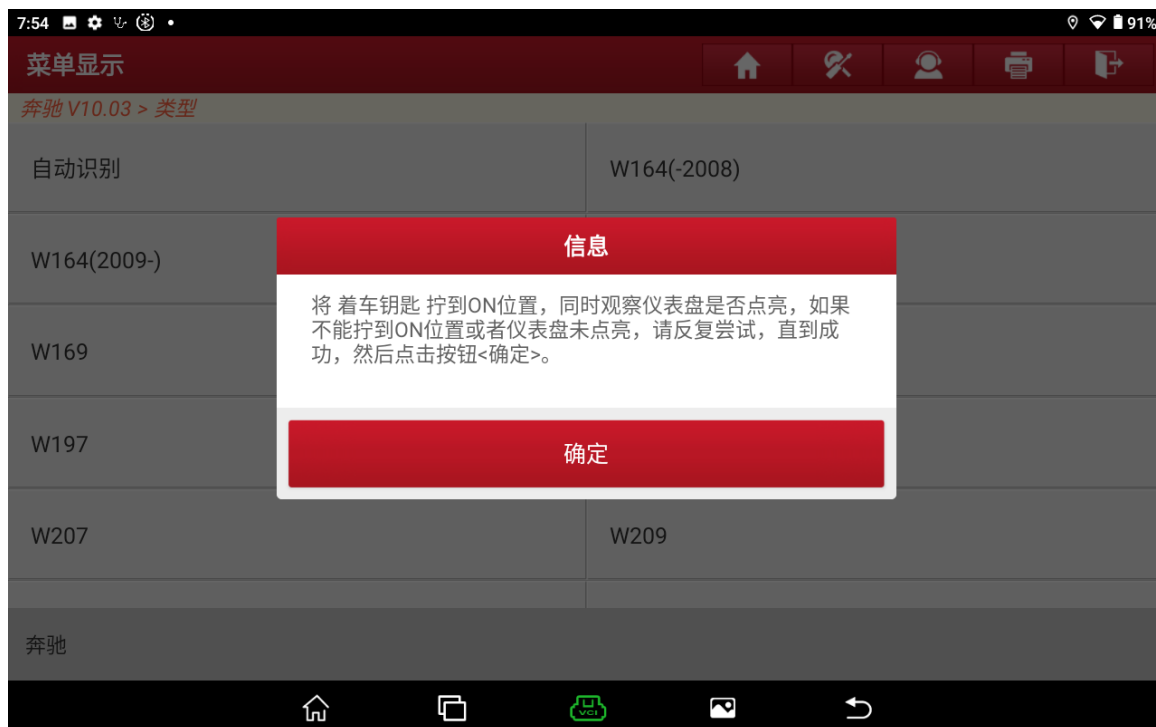 7:54
91%
菜单显示
奔驰 V10.03 > 类型
自动识别
W164(-2008)
W164(2009-)
信息
将 着车钥匙 拧到ON位置，同时观察仪表盘是否点亮，如果
不能拧到ON位置或者仪表盘未点亮，请反复尝试，直到成
功，然后点击按钮<确定>。
W169
W197
确定
W207
W209
奔驰
VCI